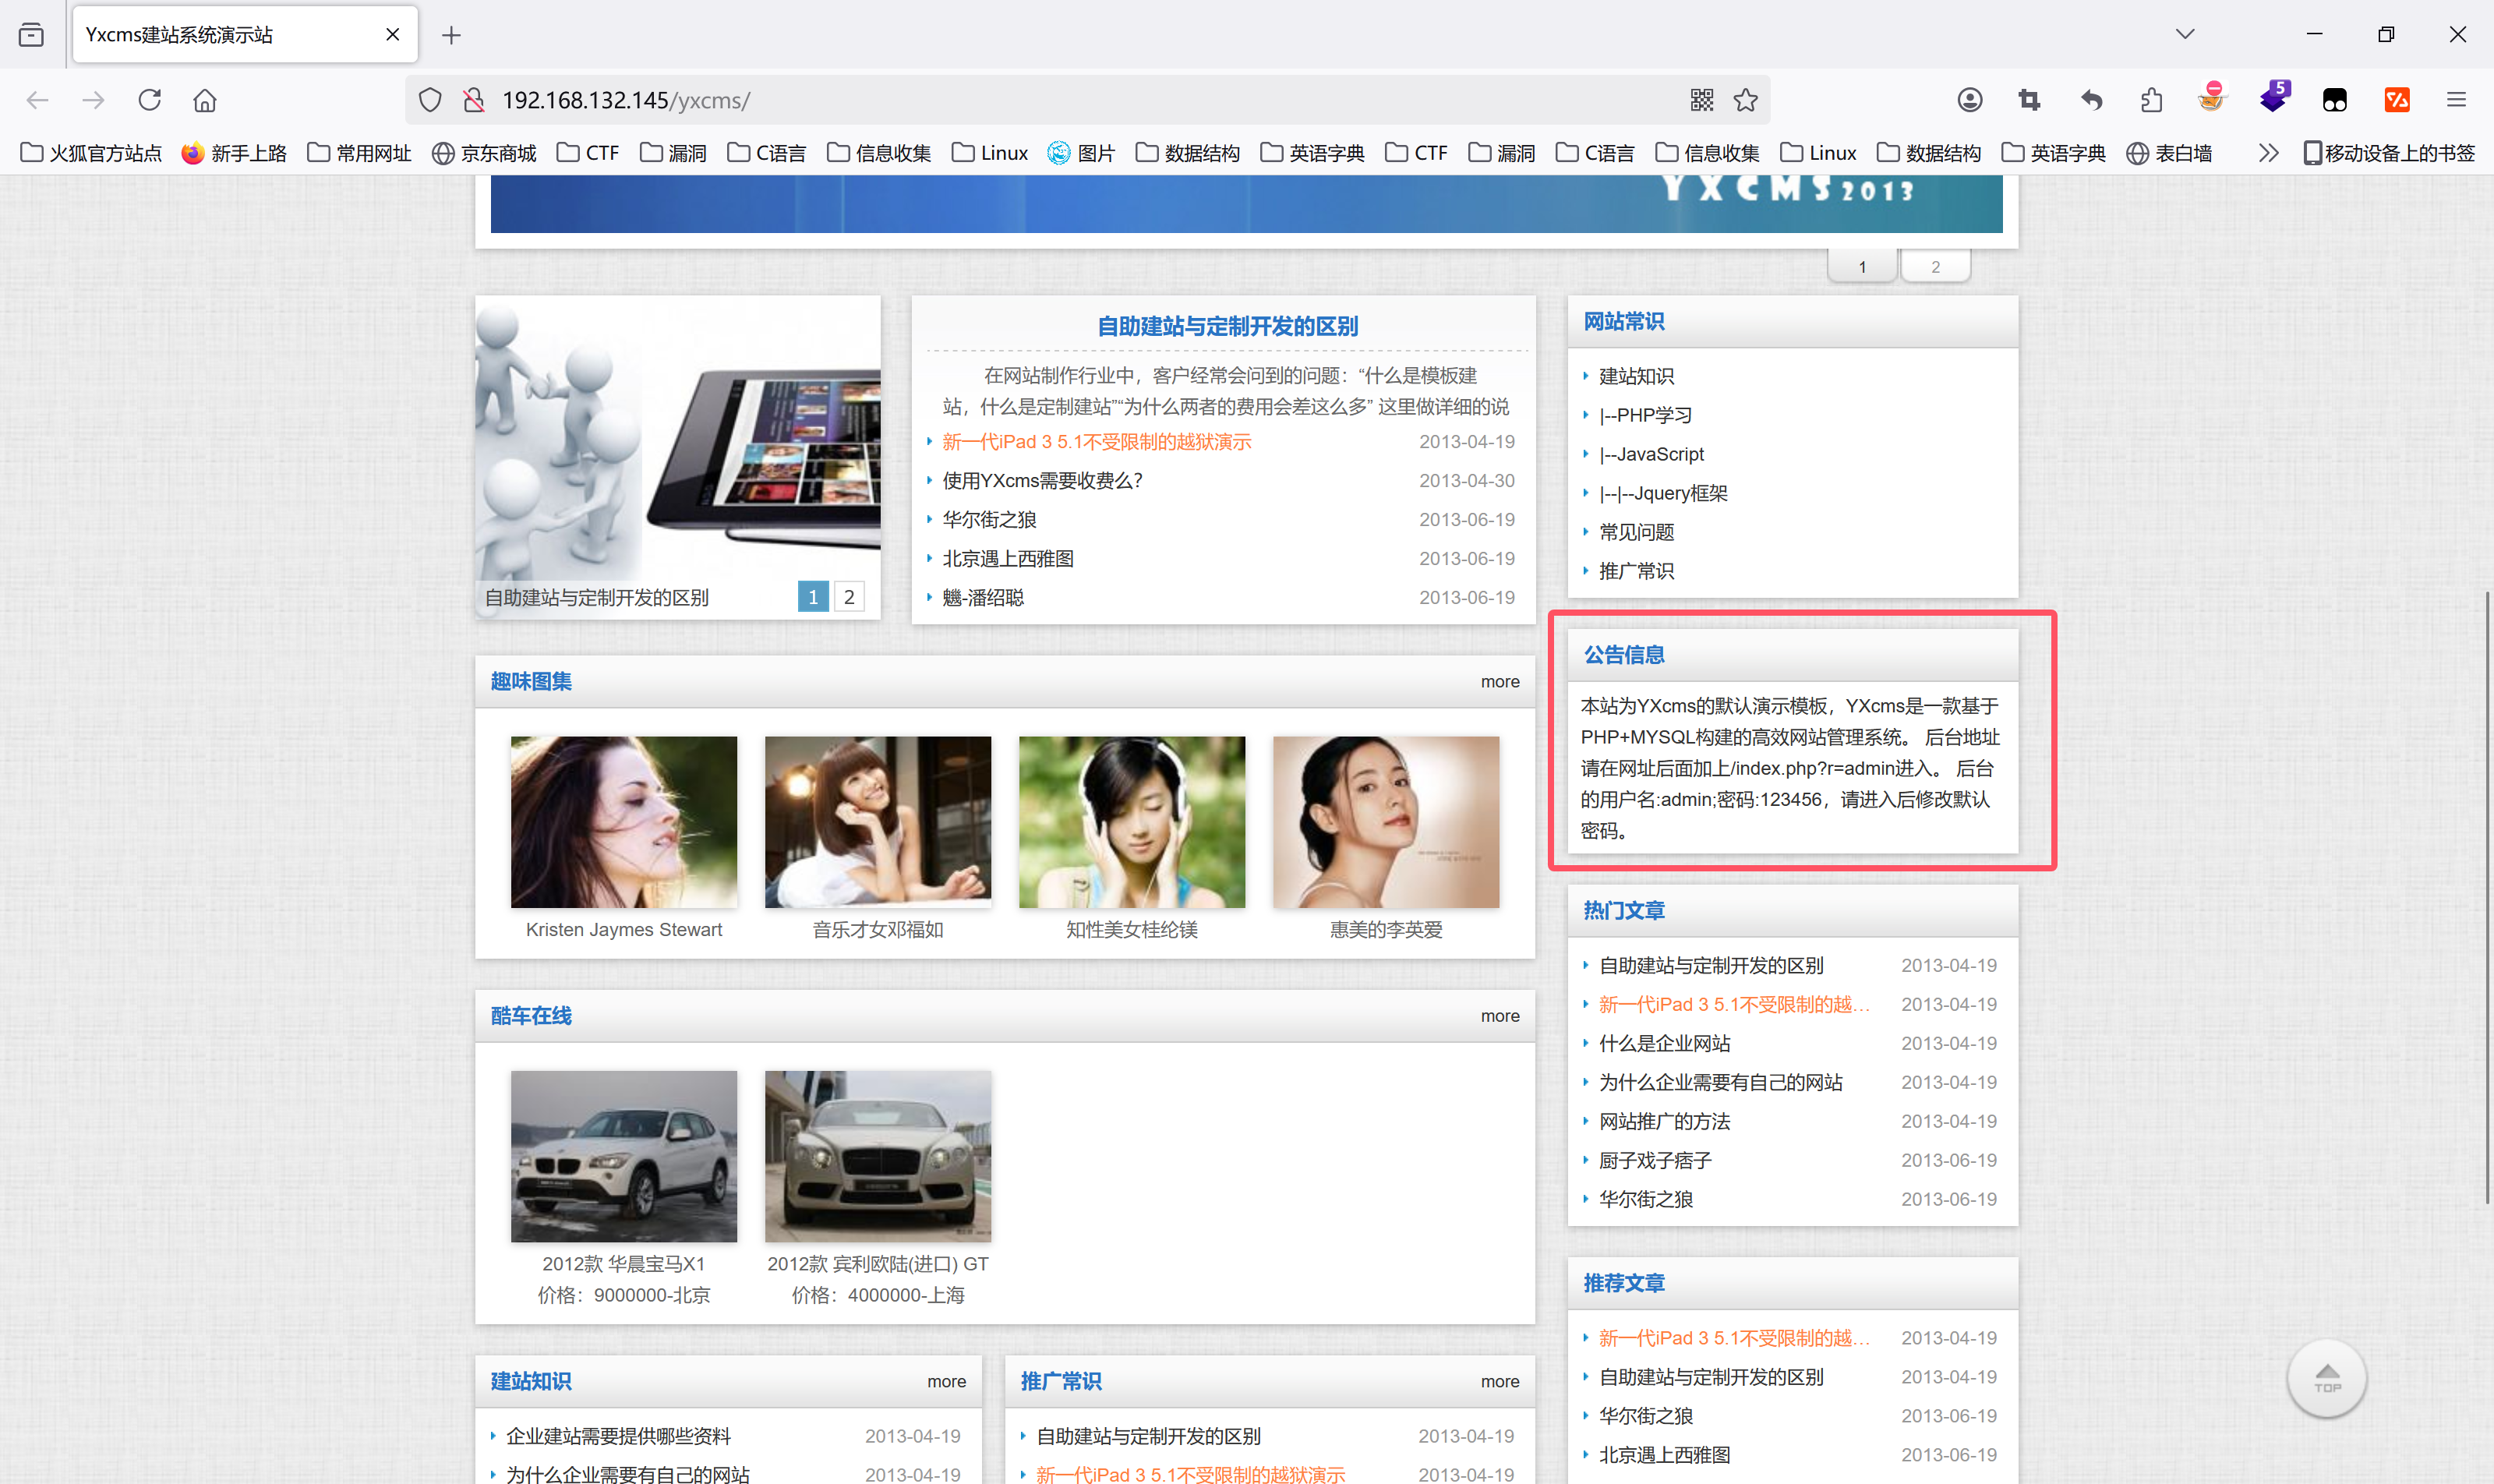 Yxcms建站系统演示站
192.168.132.145/yxcms/
火狐官方站点 新手上路 常用网址 京东商城 CTF 漏洞 C语言 信息收集 Linux 图片 数据结构 英语字典 CTF 漏洞 C语言 信息收集 Linux 数据结构 英语字典 表白墙 移动设备上的书签
5
YXCMS2013
1 2
自助建站与定制开发的区别
1 2
自助建站与定制开发的区别
在网站制作行业中，客户经常会问到的问题：“什么是模板建
站，什么是定制建站”“为什么两者的费用会差这么多” 这里做详细的说
新一代iPad 3 5.1不受限制的越狱演示 2013-04-19
使用YXcms需要收费么？ 2013-04-30
华尔街之狼 2013-06-19
北京遇上西雅图 2013-06-19
-潘绍聪 2013-06-19
网站常识
建站知识
|--PHP学习
|--JavaScript
|--|--Jquery框架
常见问题
推广常识
公告信息
本站为YXcms的默认演示模板，YXcms是一款基于
PHP+MYSQL构建的高效网站管理系统。 后台地址
请在网址后面加上/index.php?r=admin进入。 后台
的用户名:admin;密码:123456，请进入后修改默认
密码。
趣味图集 more
Kristen Jaymes Stewart
音乐才女邓福如
知性美女桂纶镁
惠美的李英爱
热门文章
自助建站与定制开发的区别 2013-04-19
新一代iPad 3 5.1不受限制的越… 2013-04-19
什么是企业网站 2013-04-19
为什么企业需要有自己的网站 2013-04-19
网站推广的方法 2013-04-19
厨子戏子痞子 2013-06-19
华尔街之狼 2013-06-19
酷车在线 more
2012款 华晨宝马X1
价格：9000000-北京
2012款 宾利欧陆(进口) GT
价格：4000000-上海
推荐文章
新一代iPad 3 5.1不受限制的越… 2013-04-19
自助建站与定制开发的区别 2013-04-19
华尔街之狼 2013-06-19
北京遇上西雅图 2013-06-19
建站知识 more
企业建站需要提供哪些资料 2013-04-19
为什么企业需要有自己的网站 2013-04-19
推广常识 more
自助建站与定制开发的区别 2013-04-19
新一代iPad 3 5.1不受限制的越狱演示 2013-04-19
TOP